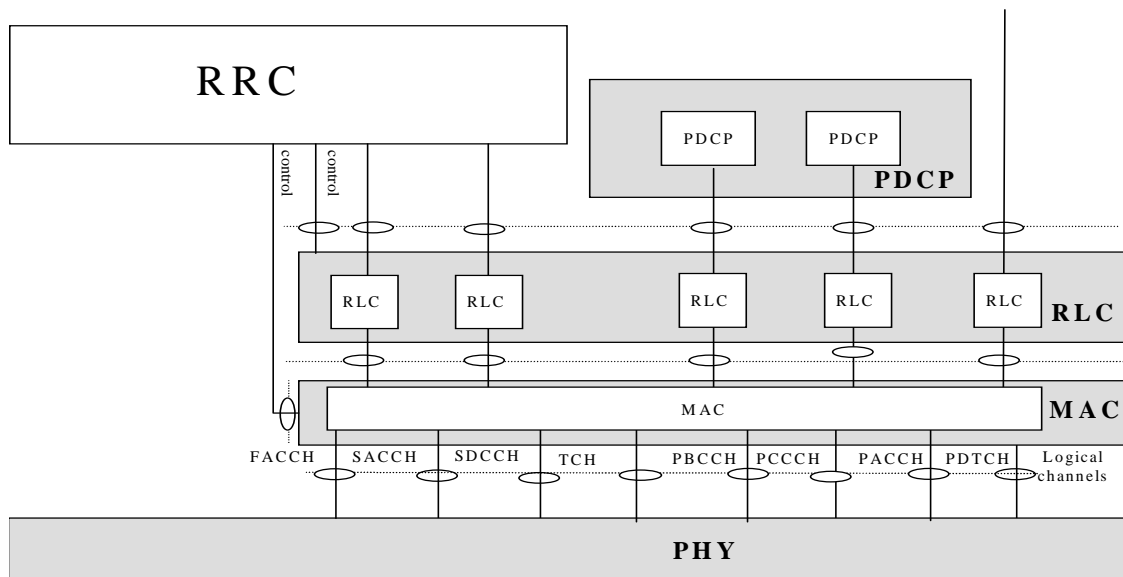 RRC
PDCP
PDCP
PDCP
control
control
RLC
RLC
RLC
RLC
RLC
RLC
MAC
MAC
FACCH
SACCH
SDCCH
TCH
PBCCH
PCCCH
PACCH
PDTCH
Logical
channels
PHY